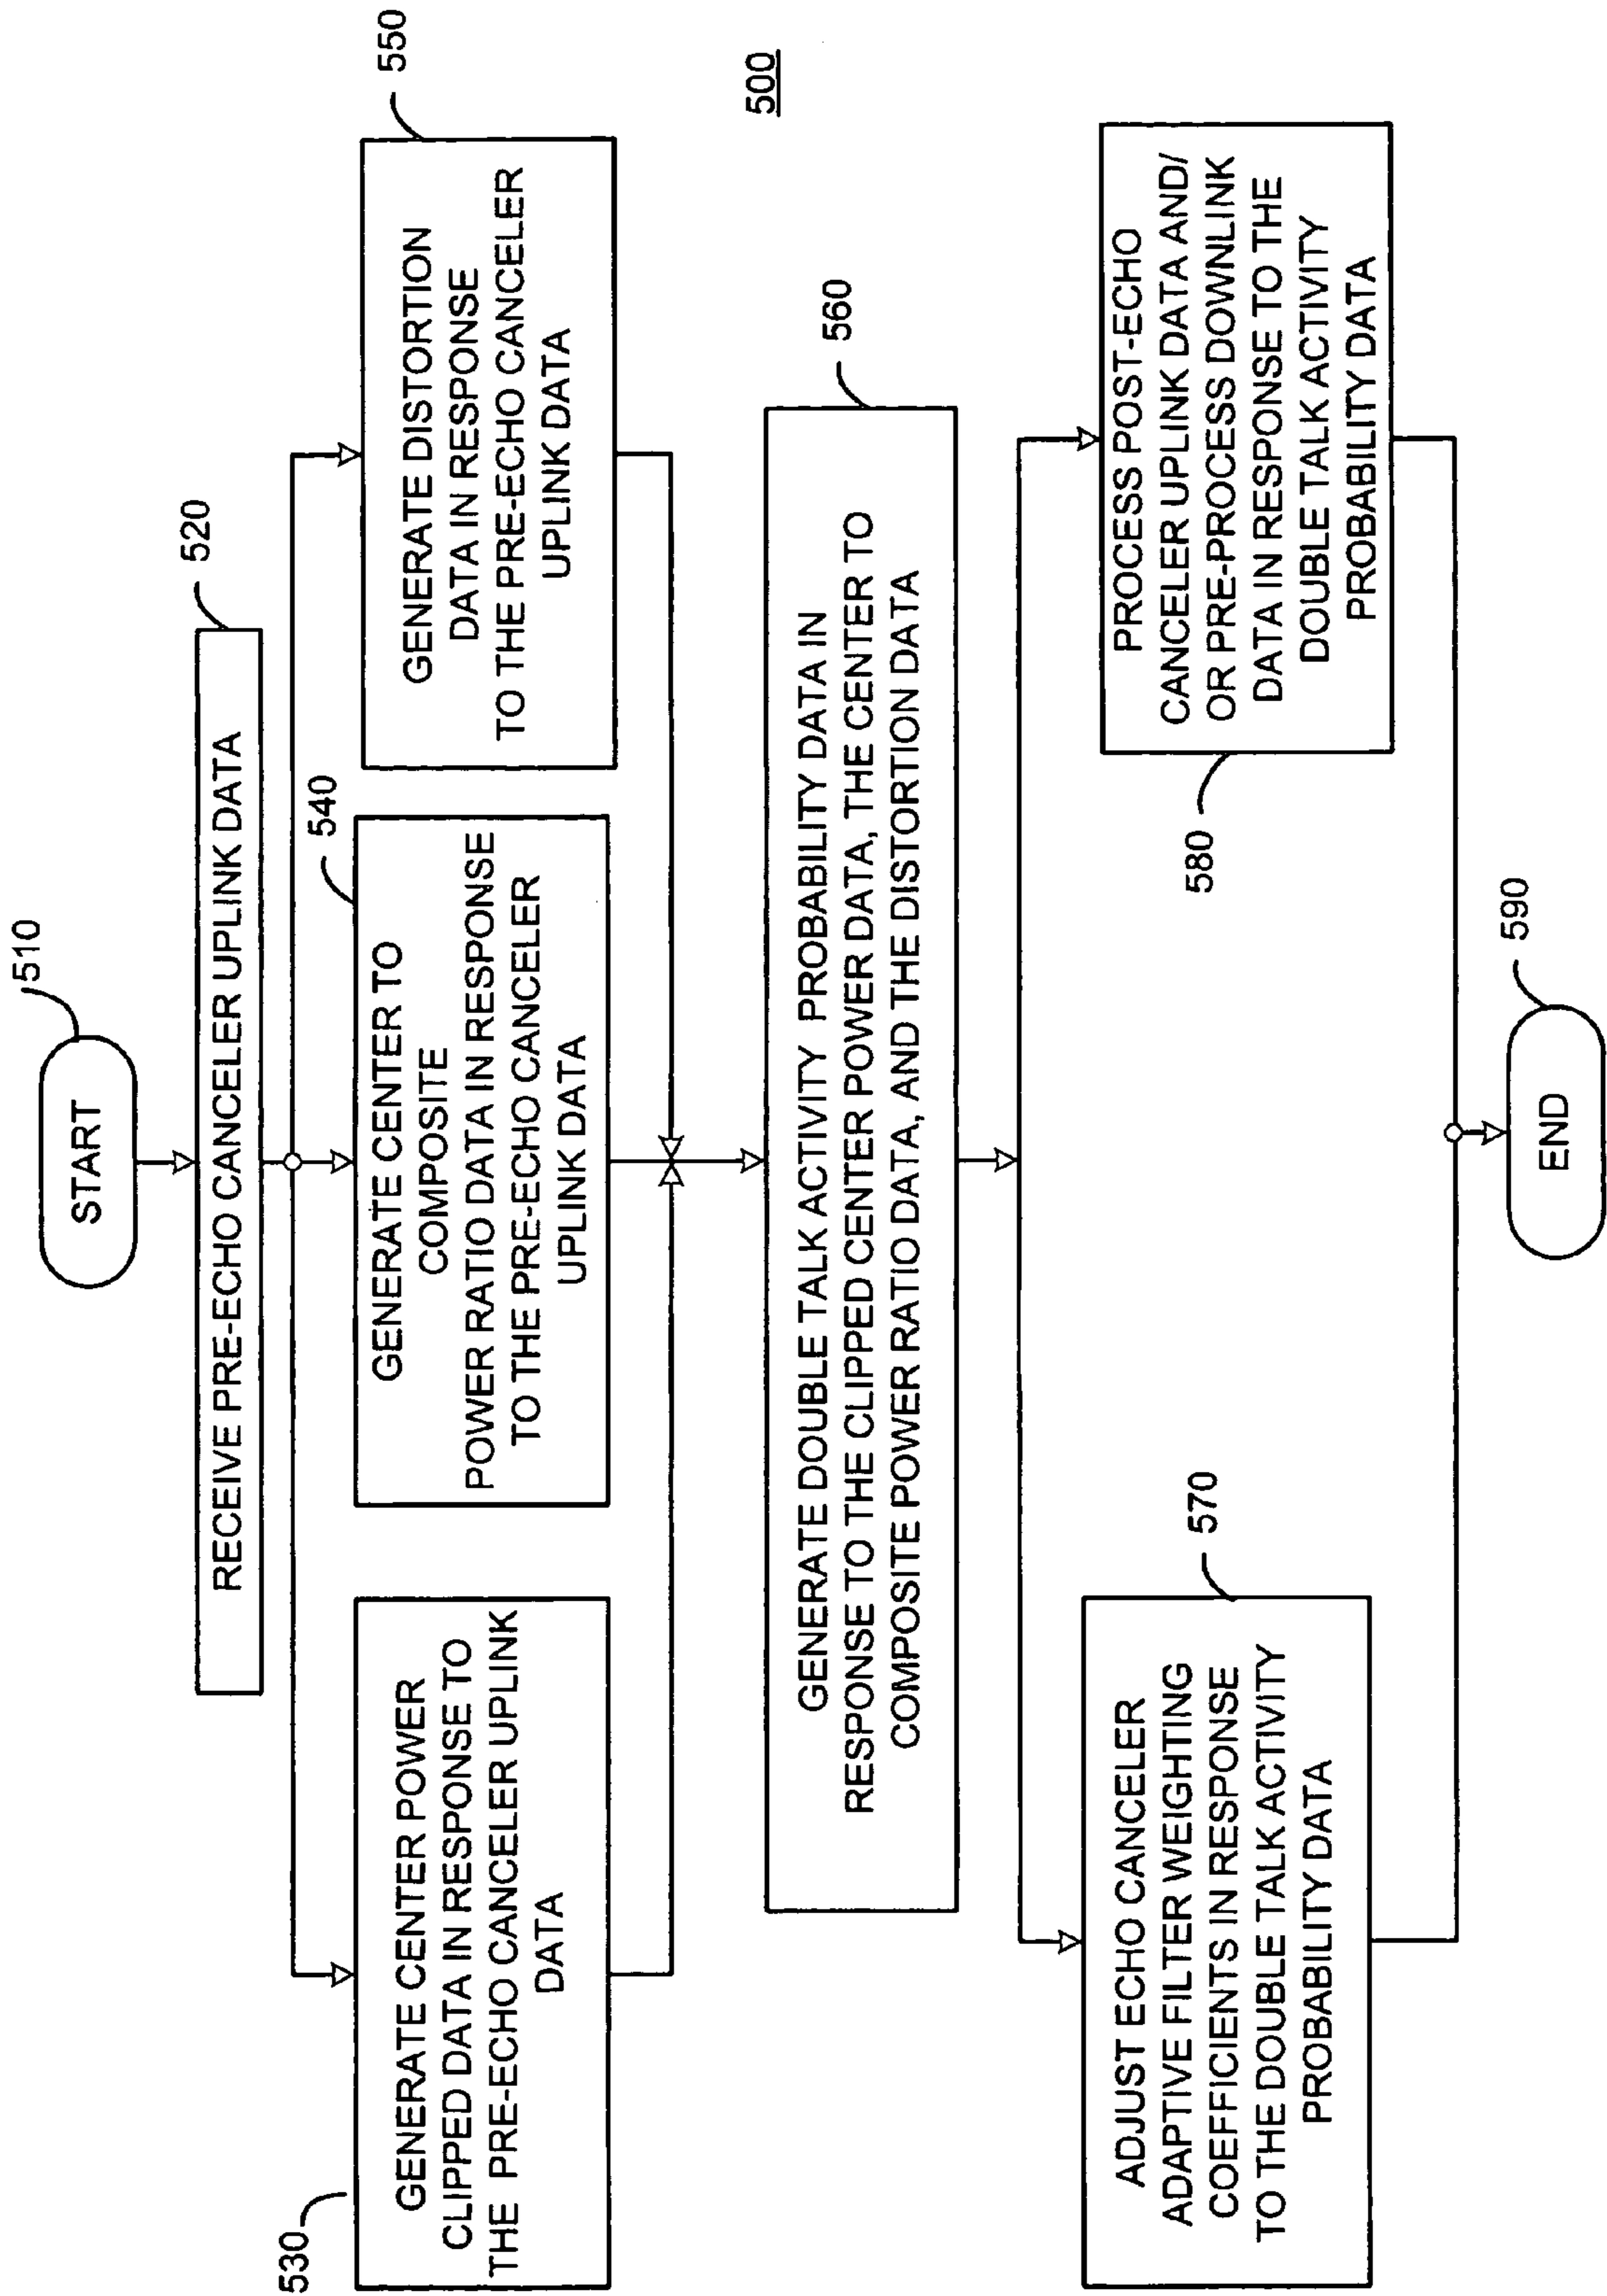 510
START
520
RECEIVE PRE-ECHO CANCELER UPLINK DATA
530
GENERATE CENTER POWER
CLIPPED DATA IN RESPONSE TO
THE PRE-ECHO CANCELER UPLINK
DATA
540
GENERATE CENTER TO
COMPOSITE
POWER RATIO DATA IN RESPONSE
TO THE PRE-ECHO CANCELER
UPLINK DATA
550
GENERATE DISTORTION
DATA IN RESPONSE
TO THE PRE-ECHO CANCELER
UPLINK DATA
560
GENERATE DOUBLE TALK ACTIVITY PROBABILITY DATA IN
RESPONSE TO THE CLIPPED CENTER POWER DATA, THE CENTER TO
COMPOSITE POWER RATIO DATA, AND THE DISTORTION DATA
500
570
ADJUST ECHO CANCELER
ADAPTIVE FILTER WEIGHTING
COEFFICIENTS IN RESPONSE
TO THE DOUBLE TALK ACTIVITY
PROBABILITY DATA
580
PROCESS POST-ECHO
CANCELER UPLINK DATA AND/
OR PRE-PROCESS DOWNLINK
DATA IN RESPONSE TO THE
DOUBLE TALK ACTIVITY
PROBABILITY DATA
590
END